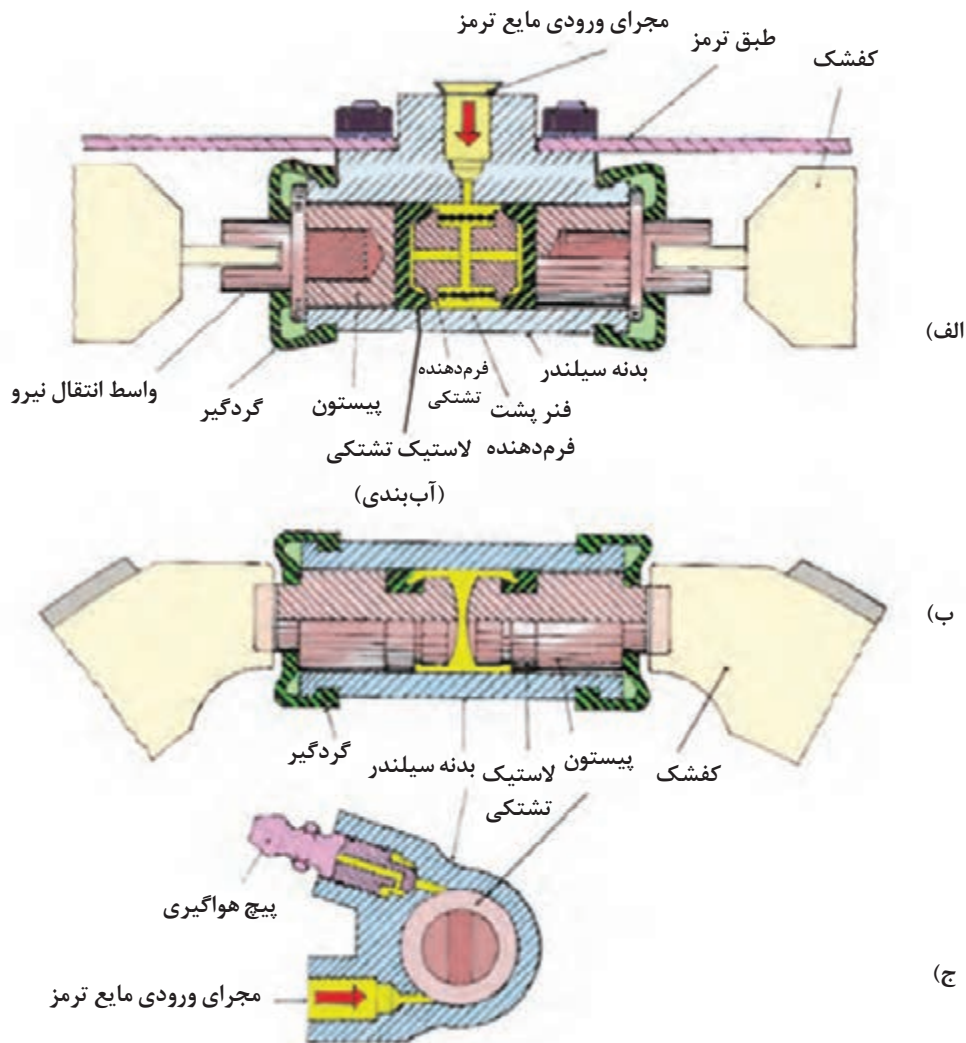 مجرای ورودی مایع ترمز
طبق ترمز
کفشک
الف)
بدنه سیلندر
فرم‌دهنده
تشتکی
فنر پشت
فرم‌دهنده
پیستون
لاستیک تشتکی
(آب‌بندی)
گردگیر
واسط انتقال نیرو
ب)
کفشک
پیستون
لاستیک
تشتکی
بدنه سیلندر
گردگیر
پیچ هواگیری
ج)
مجرای ورودی مایع ترمز